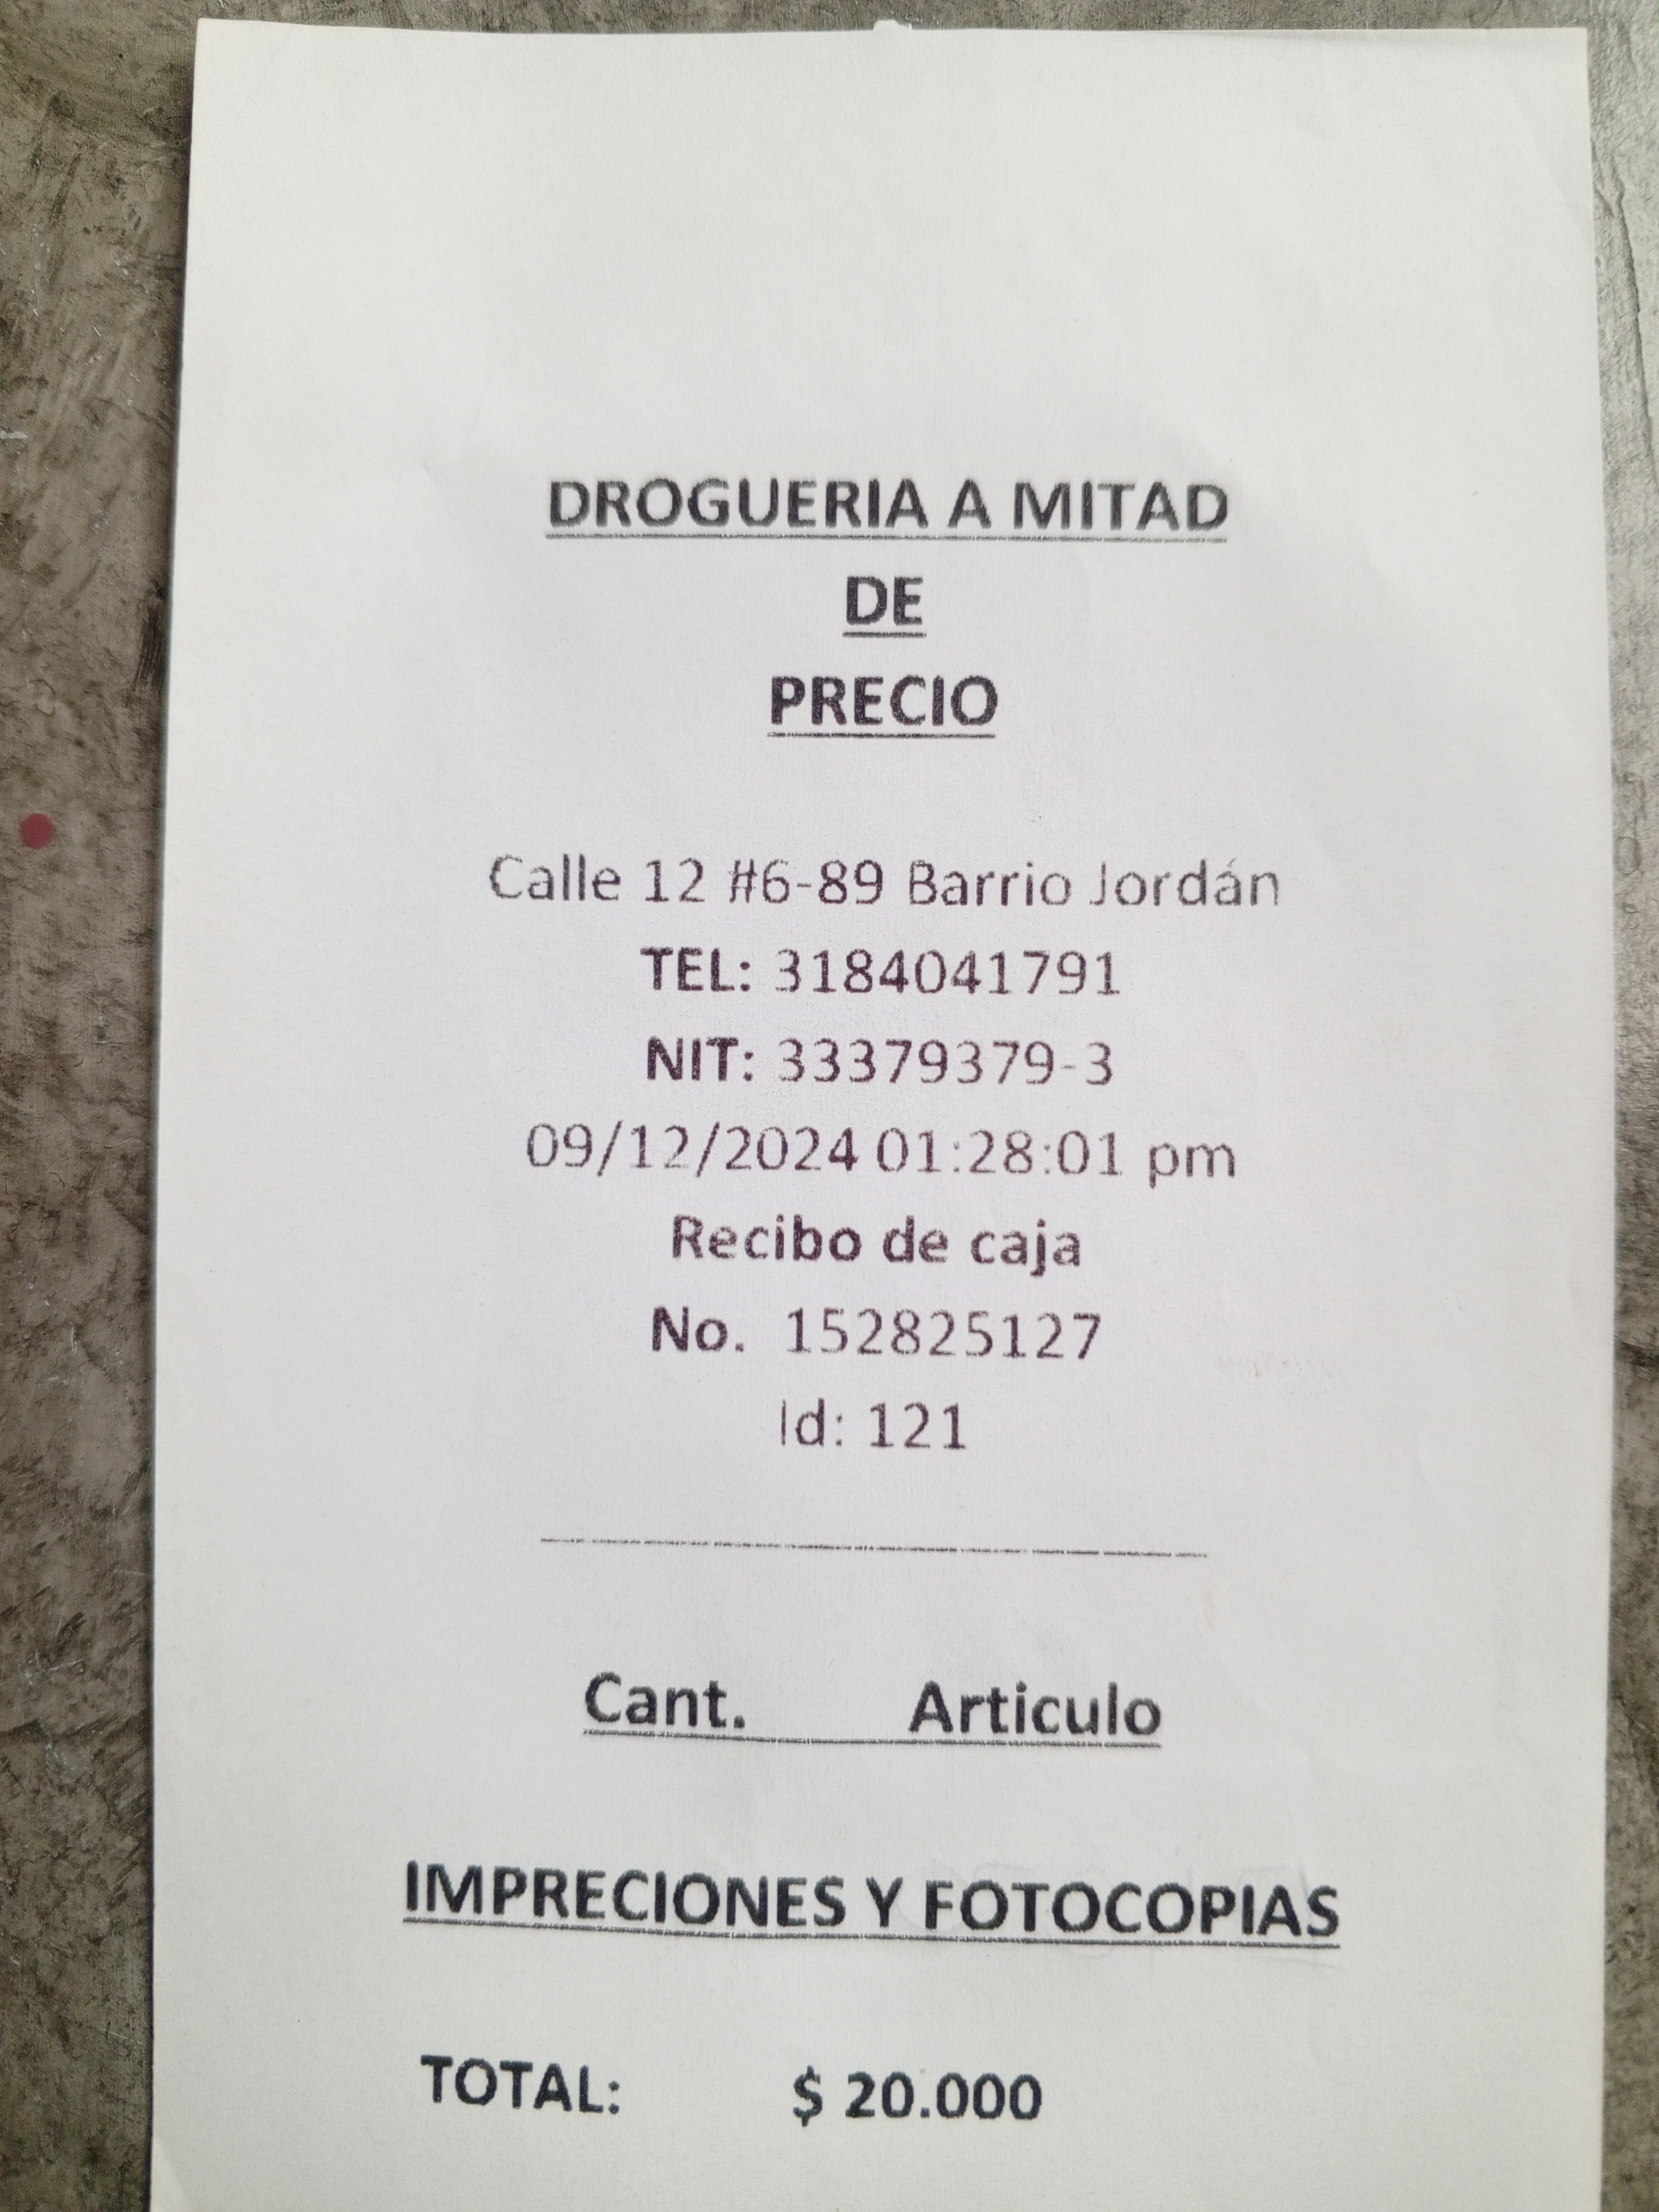 DROGUERIA A MITAD
DE
PRECIO
Calle 12 #6-89 Barrio Jordán
TEL: 3184041791
NIT: 33379379-3
09/12/2024 01:28:01 pm
Recibo de caja
No. 152825127
Id: 121
Cant. Articulo
IMPRECIONES Y FOTOCOPIAS
TOTAL: $ 20.000